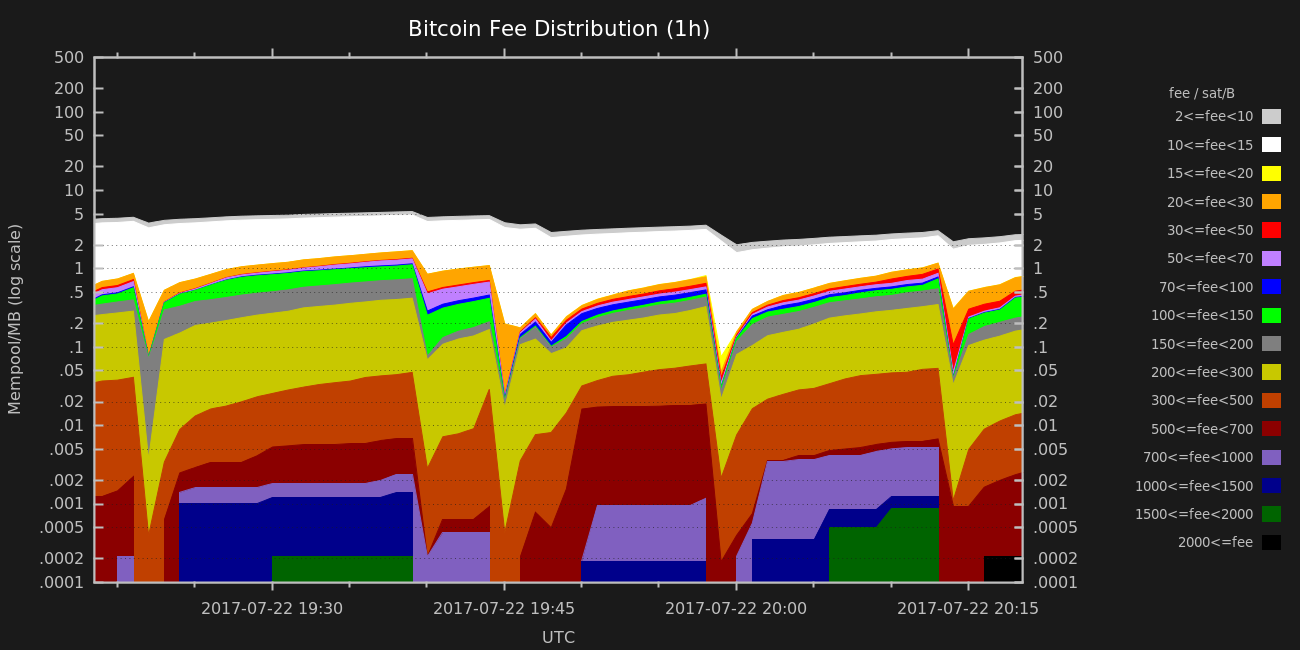 Bitcoin Fee Distribution (1h)
500 500
200 200
100 100
50 50
20 20
10 10
5 5
2 2
1 1
.5 .5
.2 .2
.1 .1
.05 .05
.02 .02
.01 .01
.005 .005
.002 .002
.001 .001
.0005 .0005
.0002 .0002
.0001 .0001
Mempool/MB (log scale)
2017-07-22 19:30 2017-07-22 19:45 2017-07-22 20:00 2017-07-22 20:15
UTC
fee / sat/B
2<=fee<10
10<=fee<15
15<=fee<20
20<=fee<30
30<=fee<50
50<=fee<70
70<=fee<100
100<=fee<150
150<=fee<200
200<=fee<300
300<=fee<500
500<=fee<700
700<=fee<1000
1000<=fee<1500
1500<=fee<2000
2000<=fee